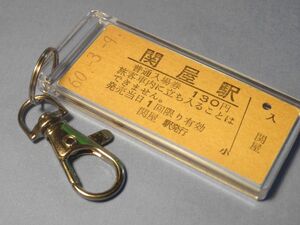 60.-3.-9.
関屋駅
普通入場券 130円
旅客車内に立ち入ることは
できません。
発売当日1回限り有効
関屋 駅発行
小
入
関屋